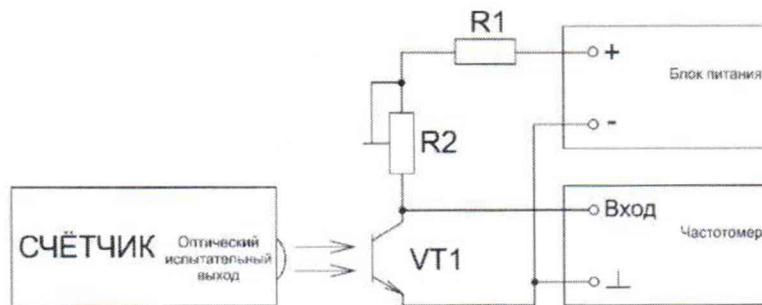 R1
+
Блок питания
-
R2
СЧЁТЧИК
Оптический
испытательный
выход
VT1
Вход
Частотомер
⊥